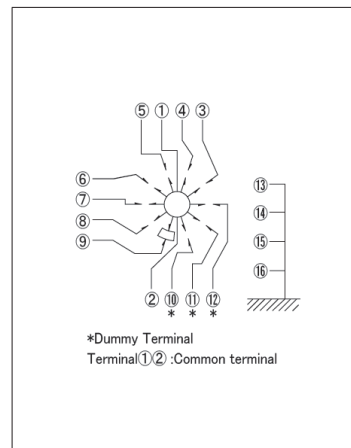 ⑤ ① ④ ③
⑥
⑦
⑧
⑨
⑬
⑭
⑮
⑯
② ⑩ ⑪ ⑫
* * *
*Dummy Terminal
Terminal①② :Common terminal